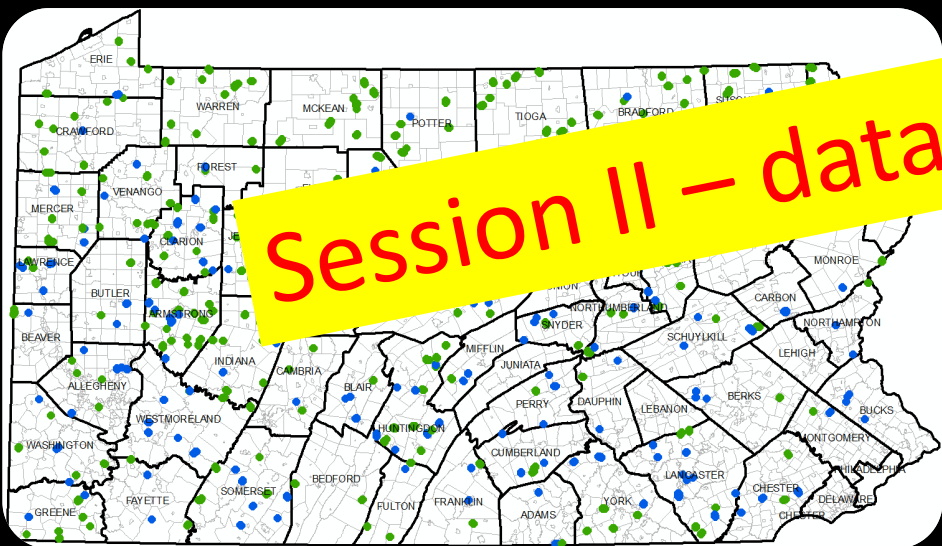 ERIE
WARREN
MCKEAN
POTTER
TIOGA
BRADFORD
CRAWFORD
FOREST
VENANGO
MERCER
CLARION
Session II – data
LAWRENCE
MONROE
BUTLER
CARBON
ARMSTRONG
NORTHUMBERLAND
SNYDER
NORTHAMPTON
BEAVER
SCHUYLKILL
MIFFLIN
LEHIGH
INDIANA
JUNIATA
CAMBRIA
BLAIR
ALLEGHENY
BERKS
PERRY
DAUPHIN
LEBANON
BUCKS
WESTMORELAND
HUNTINGDON
MONTGOMERY
WASHINGTON
CUMBERLAND
PHILADELPHIA
LANCASTER
BEDFORD
SOMERSET
CHESTER
FAYETTE
FULTON
FRANKLIN
YORK
DELAWARE
GREENE
ADAMS
CHESTER